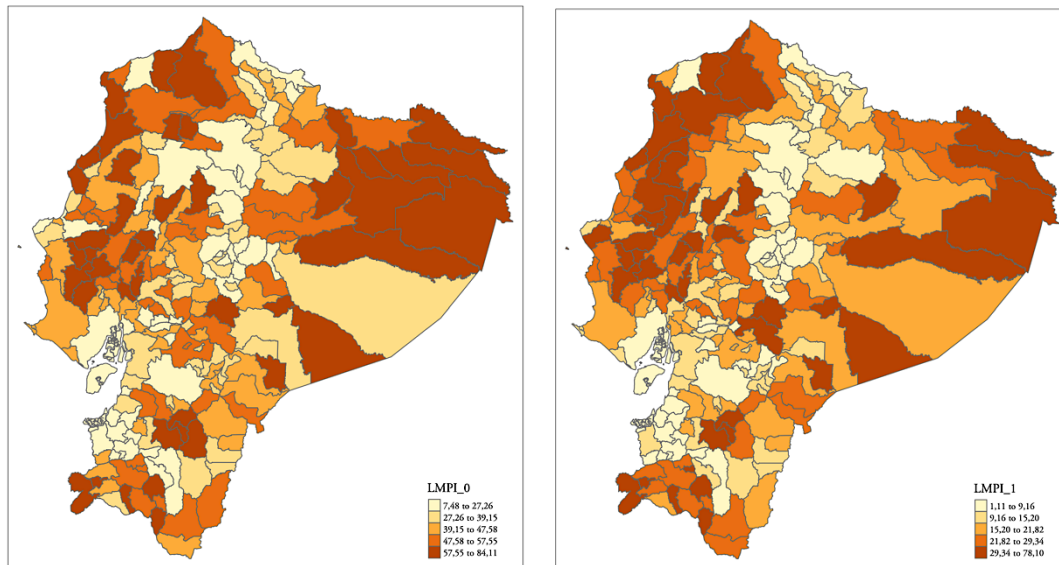 LMPI_0
7,48 to 27,26
27,26 to 39,15
39,15 to 47,58
47,58 to 57,55
57,55 to 84,11
LMPI_1
1,11 to 9,16
9,16 to 15,20
15,20 to 21,82
21,82 to 29,34
29,34 to 78,10